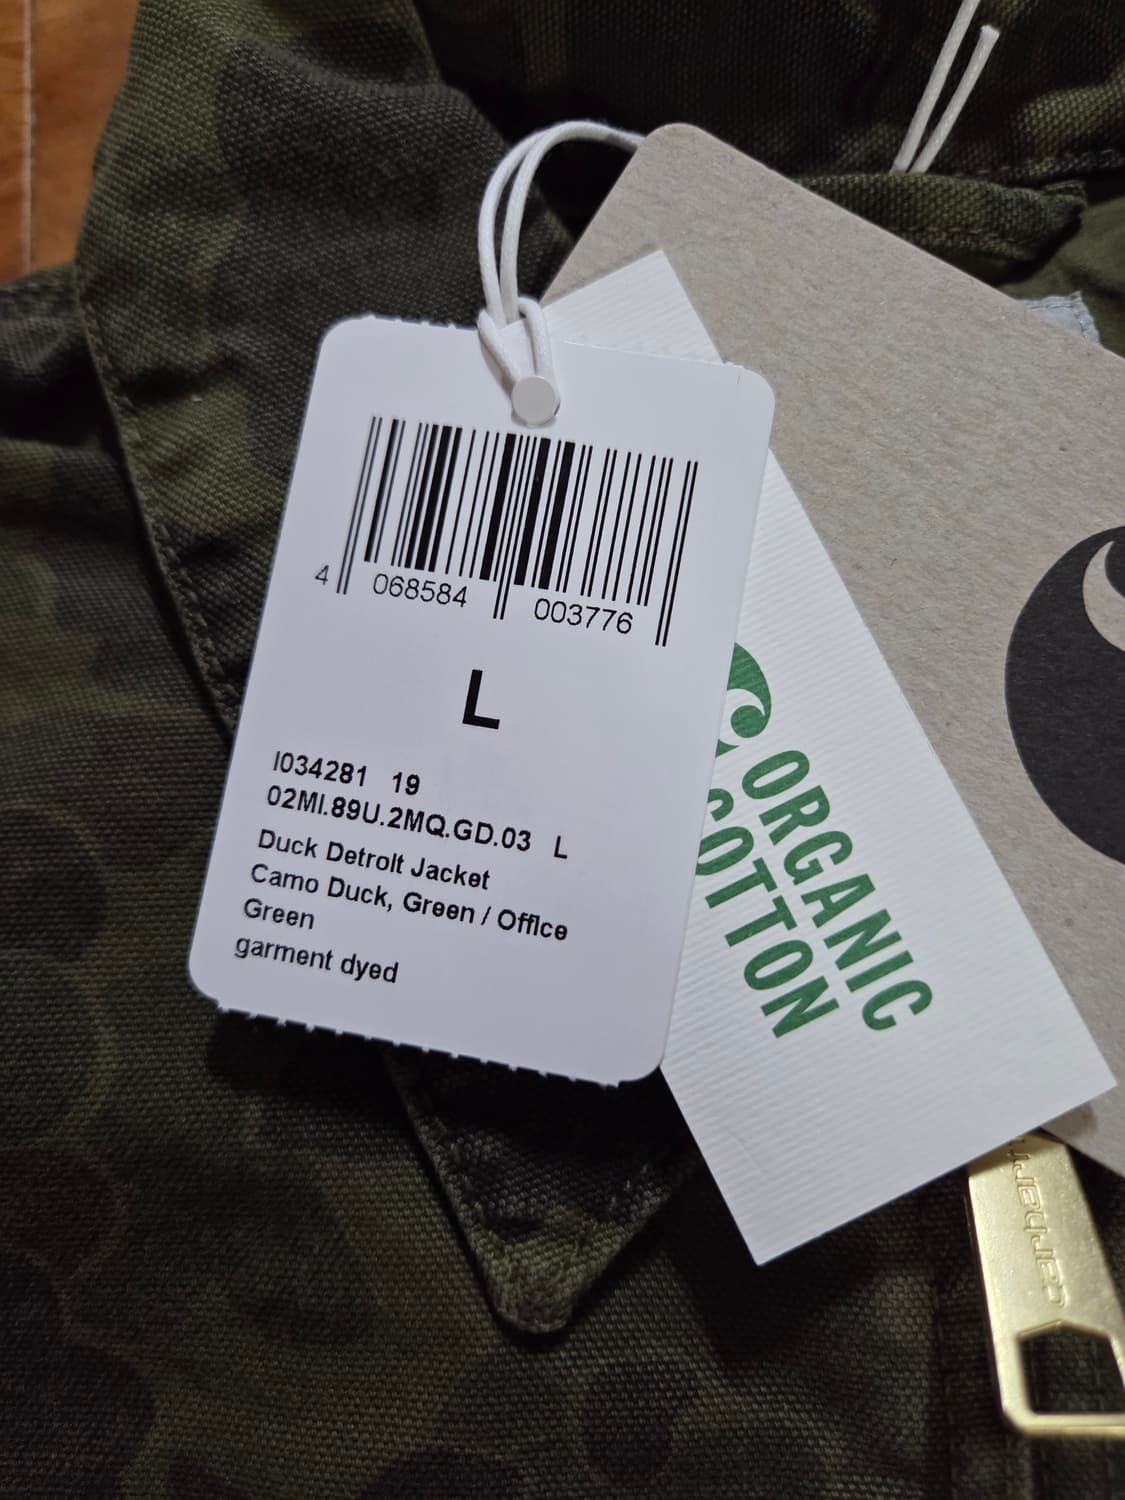 4 068584 003776
L
I034281 19
02MI.89U.2MQ.GD.03 L
Duck Detroit Jacket
Camo Duck, Green / Office
Green
garment dyed
ORGANIC
COTTON
carhartt